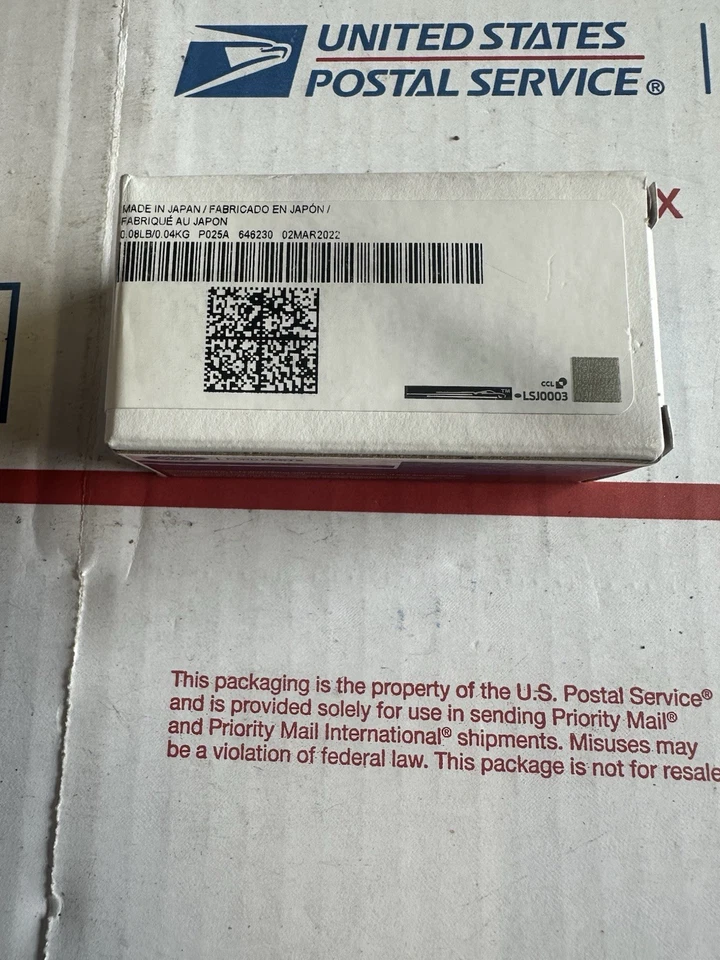 UNITED STATES
POSTAL SERVICE®
X
MADE IN JAPAN / FABRICADO EN JAPÓN /
FABRIQUÉ AU JAPON
0.08LB/0.04KG P025A 646230 02MAR2022
CCL
TM
-LSJ0003
This packaging is the property of the U.S. Postal Service®
and is provided solely for use in sending Priority Mail®
and Priority Mail International® shipments. Misuses may
be a violation of federal law. This package is not for resale